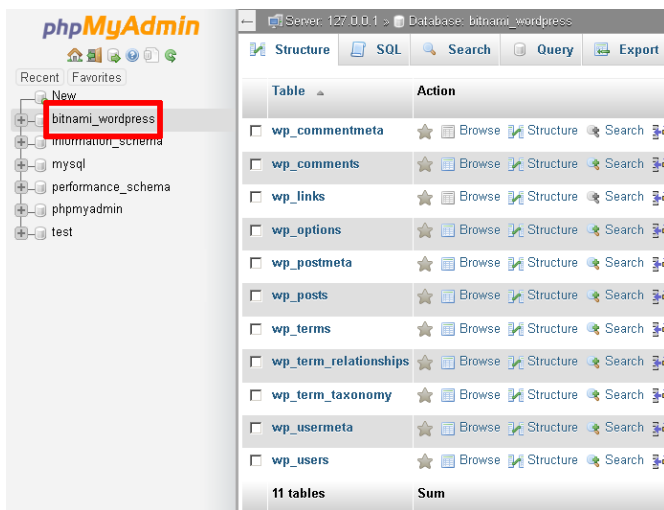 phpMyAdmin
Recent Favorites
New
bitnami_wordpress
information_schema
mysql
performance_schema
phpmyadmin
test
Server: 127.0.0.1 » Database: bitnami_wordpress
Structure SQL Search Query Export
Table Action
wp_commentmeta Browse Structure Search
wp_comments Browse Structure Search
wp_links Browse Structure Search
wp_options Browse Structure Search
wp_postmeta Browse Structure Search
wp_posts Browse Structure Search
wp_terms Browse Structure Search
wp_term_relationships Browse Structure Search
wp_term_taxonomy Browse Structure Search
wp_usermeta Browse Structure Search
wp_users Browse Structure Search
11 tables Sum